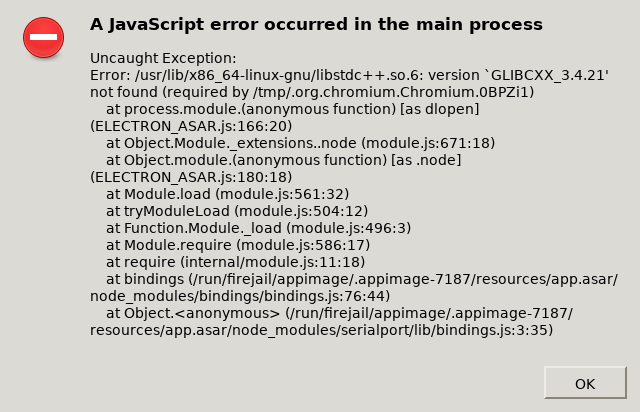 A JavaScript error occurred in the main process
Uncaught Exception:
Error: /usr/lib/x86_64-linux-gnu/libstdc++.so.6: version `GLIBCXX_3.4.21'
not found (required by /tmp/.org.chromium.Chromium.0BPZi1)
at process.module.(anonymous function) [as dlopen]
(ELECTRON_ASAR.js:166:20)
at Object.Module._extensions..node (module.js:671:18)
at Object.module.(anonymous function) [as .node]
(ELECTRON_ASAR.js:180:18)
at Module.load (module.js:561:32)
at tryModuleLoad (module.js:504:12)
at Function.Module._load (module.js:496:3)
at Module.require (module.js:586:17)
at require (internal/module.js:11:18)
at bindings (/run/firejail/appimage/.appimage-7187/resources/app.asar/
node_modules/bindings/bindings.js:76:44)
at Object.<anonymous> (/run/firejail/appimage/.appimage-7187/
resources/app.asar/node_modules/serialport/lib/bindings.js:3:35)
OK